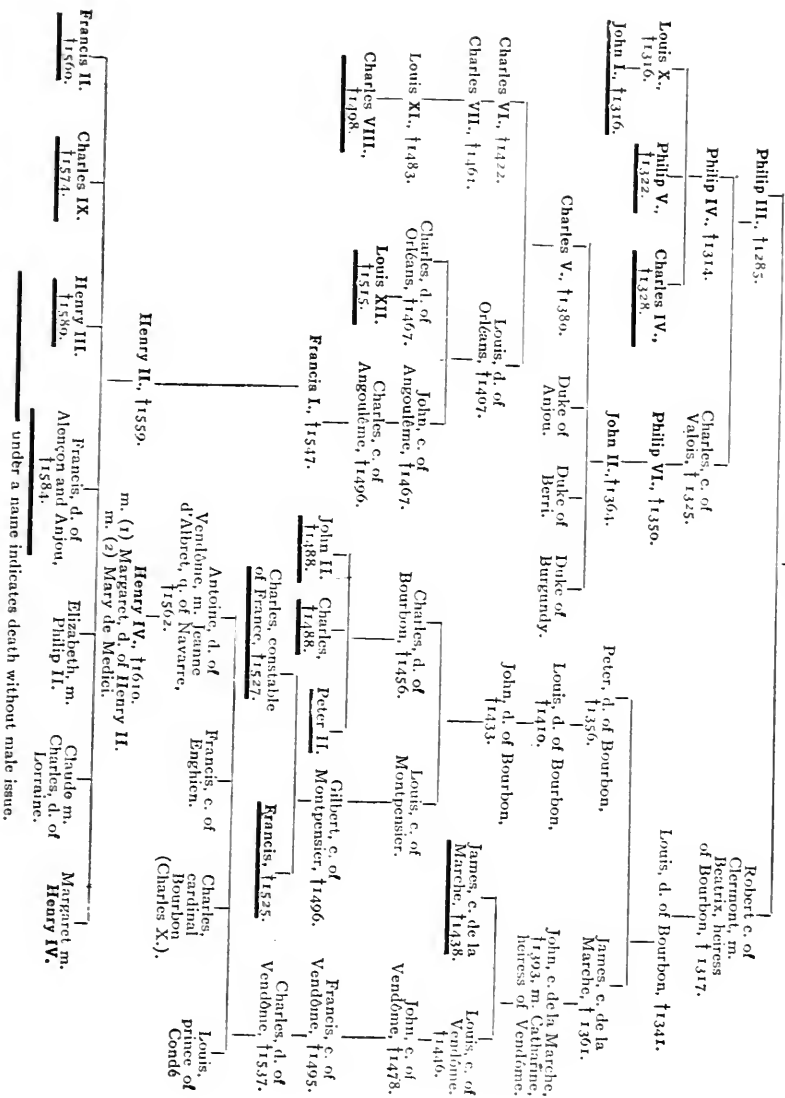 Philip III., †1285.
Robert c. of
Clermont, m.
Beatrix, heiress
of Bourbon, †1317.
Philip IV., †1314.
Charles, c. of
Valois, †1325.
Louis, d. of Bourbon, †1341.
Louis X.,
†1316.
Philip V.,
†1322.
Charles IV.,
†1328.
Philip VI., †1350.
John I., †1316.
John II., †1364.
Peter, d. of Bourbon,
†1356.
James, c. de la
Marche, †1361.
Charles V., †1380.
Duke of
Anjou.
Duke of
Berri.
Duke of
Burgundy.
Louis, d. of Bourbon,
†1410.
John, c. de la Marche,
†1393, m. Catharine,
heiress of Vendôme.
Charles VI., †1422.
Louis, d. of
Orléans, †1407.
John, d. of Bourbon,
†1433.
James, c. de la
Marche, †1438.
Louis, c. of
Vendôme, †1446.
Charles VII., †1461.
Charles, d. of
Orléans, †1467.
John, c. of
Angoulême, †1467.
Charles, d. of
Bourbon, †1456.
Louis, c. of
Montpensier.
John, c. of
Vendôme, †1478.
Louis XI., †1483.
Louis XII.,
†1515.
Charles, c. of
Angoulême, †1496.
John II.
†1488.
Charles,
†1488.
Peter II.
Gilbert, c. of
Montpensier, †1496.
Francis, c. of
Vendôme, †1495.
Charles VIII.,
†1498.
Francis I., †1547.
Charles, constable
of France, †1527.
Francis, †1525.
Charles, d. of
Vendôme, †1537.
Henry II., †1559.
Antoine, d. of
Vendôme, m. Jeanne
d'Albret, q. of Navarre,
†1562.
Francis, c. of
Enghien.
Charles,
cardinal
Bourbon
(Charles X.).
Louis,
prince of
Condé
Henry IV., †1610.
m. (1) Margaret, d. of Henry II.
m. (2) Mary de Medici.
Francis II.
†1560.
Charles IX.
†1574.
Henry III.
†1589.
Francis, d. of
Alençon and Anjou,
†1584.
Elizabeth, m.
Philip II.
Claude m.
Charles, d. of
Lorraine.
Margaret m.
Henry IV.
under a name indicates death without male issue.